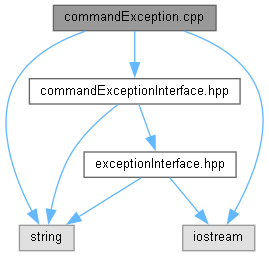 commandException.cpp
commandExceptionInterface.hpp
exceptionInterface.hpp
string
iostream